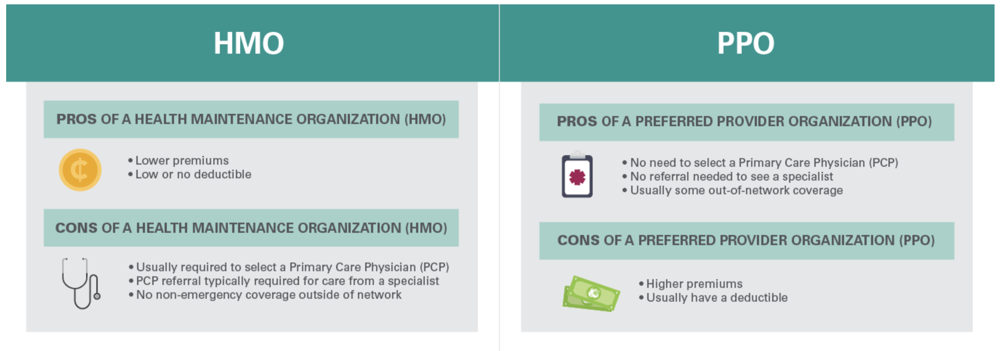 HMO
PROS OF A HEALTH MAINTENANCE ORGANIZATION (HMO)
¢
• Lower premiums
• Low or no deductible
CONS OF A HEALTH MAINTENANCE ORGANIZATION (HMO)
• Usually required to select a Primary Care Physician (PCP)
• PCP referral typically required for care from a specialist
• No non-emergency coverage outside of network
PPO
PROS OF A PREFERRED PROVIDER ORGANIZATION (PPO)
• No need to select a Primary Care Physician (PCP)
• No referral needed to see a specialist
• Usually some out-of-network coverage
CONS OF A PREFERRED PROVIDER ORGANIZATION (PPO)
• Higher premiums
• Usually have a deductible